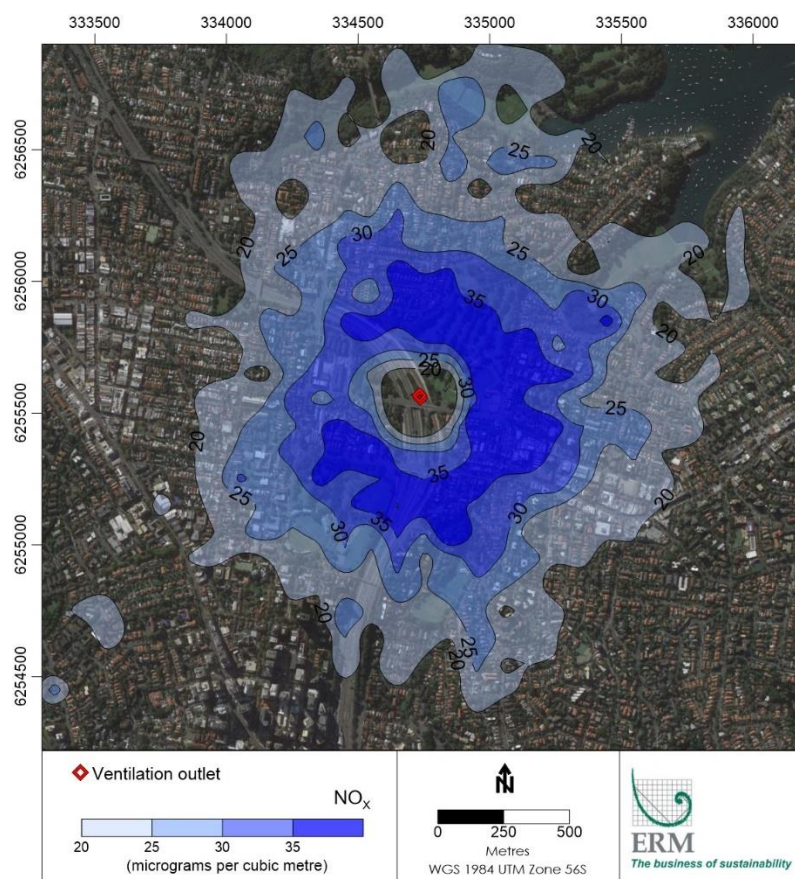 333500 334000 334500 335000 335500 336000
6256500
6256000
6255500
6255000
6254500
20
25
20
20
25
30
25
20
35
30
20
25
20
30
25
20
35
25
30
35
30
20
25
20
Ventilation outlet
NOx
20 25 30 35
(micrograms per cubic metre)
N
0 250 500
Metres
WGS 1984 UTM Zone 56S
ERM
The business of sustainability